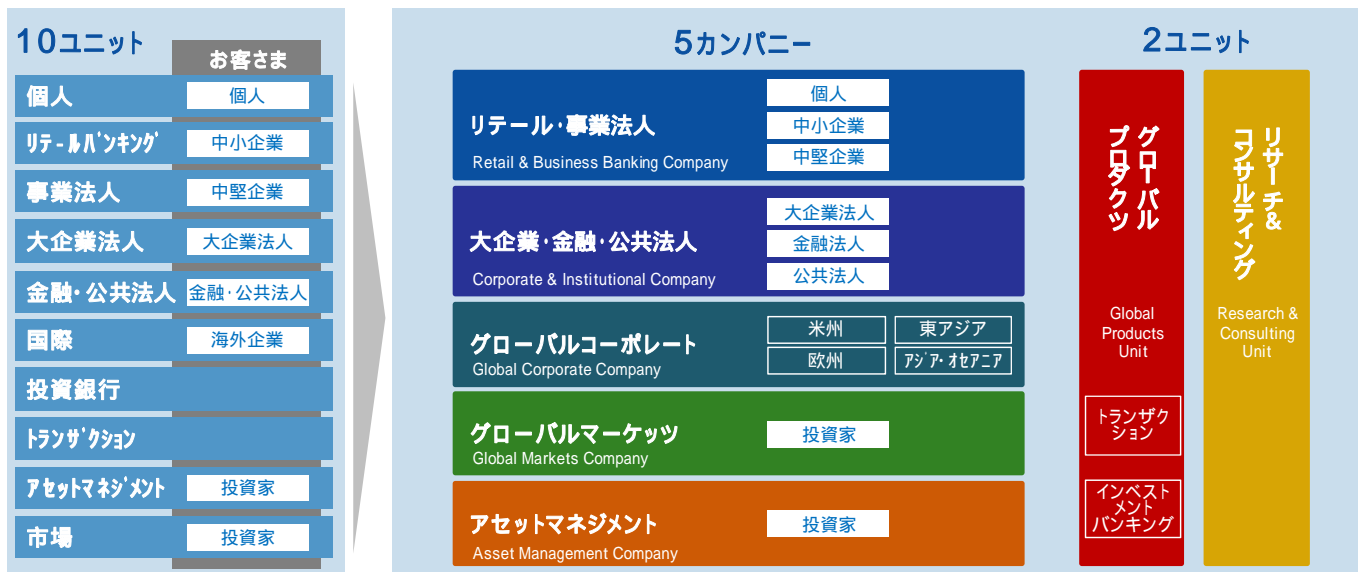 10ユニット
お客さま
個人
個人
リテールバンキング
中小企業
事業法人
中堅企業
大企業法人
大企業法人
金融・公共法人
金融・公共法人
国際
海外企業
投資銀行
トランザクション
アセットマネジメント
投資家
市場
投資家
5カンパニー
リテール・事業法人
Retail & Business Banking Company
個人
中小企業
中堅企業
大企業・金融・公共法人
Corporate & Institutional Company
大企業法人
金融法人
公共法人
グローバルコーポレート
Global Corporate Company
米州
東アジア
欧州
アジア・オセアニア
グローバルマーケッツ
Global Markets Company
投資家
アセットマネジメント
Asset Management Company
投資家
2ユニット
グローバル
プロダクツ
Global
Products
Unit
トランザク
ション
インベスト
メント
バンキング
リサーチ&
コンサルティング
Research &
Consulting
Unit